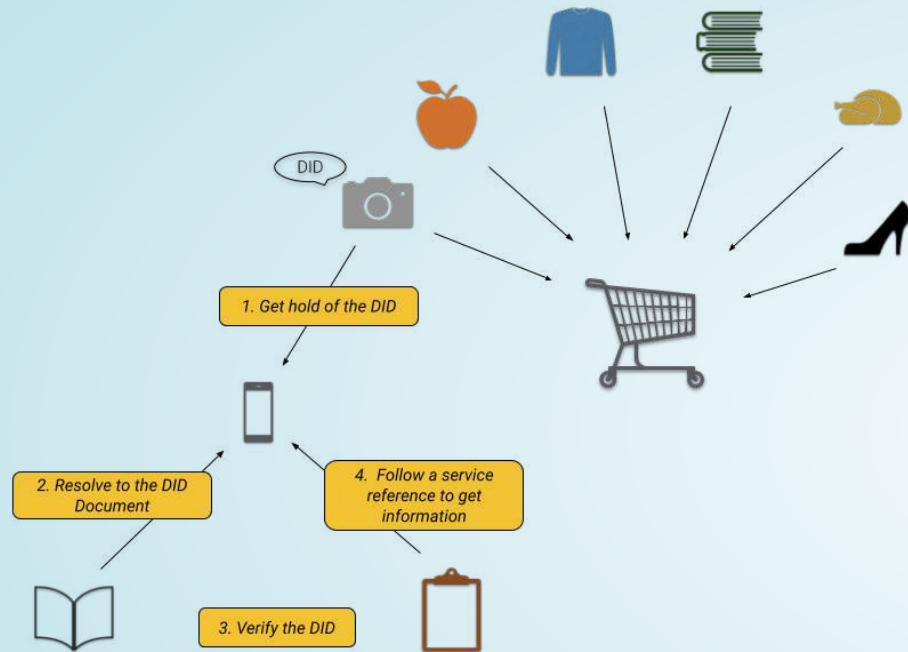 DID
1. Get hold of the DID
2. Resolve to the DID
Document
4. Follow a service
reference to get
information
3. Verify the DID